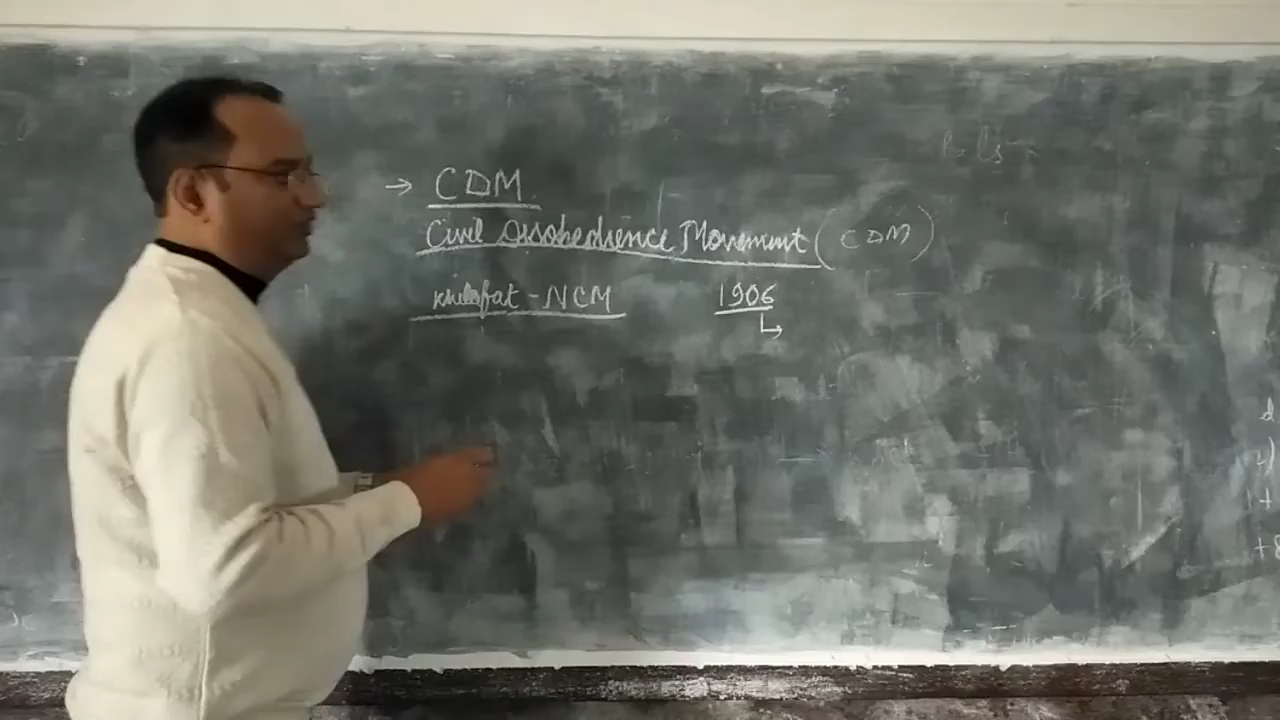 → CDM
Civil Disobedience Movement (CDM)
Khilafat - NCM 1906